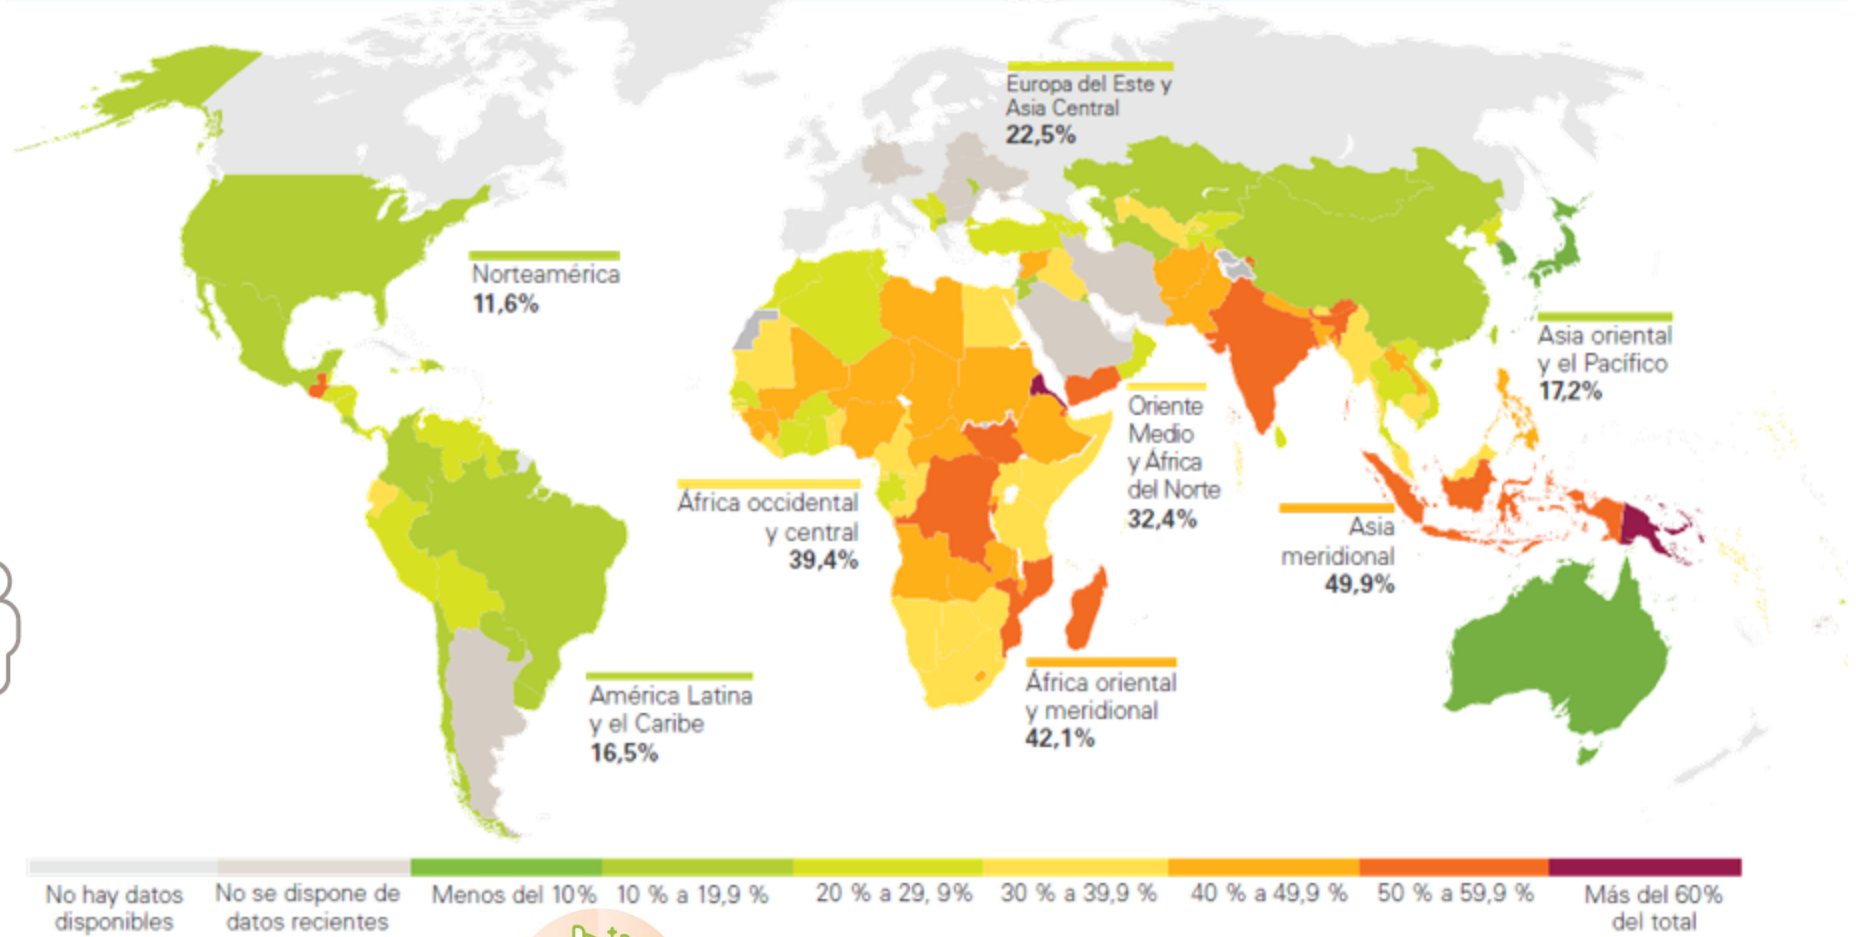 Europa del Este y
Asia Central
22,5%
Norteamérica
11,6%
Asia oriental
y el Pacífico
17,2%
Oriente
Medio
y África
del Norte
32,4%
África occidental
y central
39,4%
Asia
meridional
49,9%
África oriental
y meridional
42,1%
América Latina
y el Caribe
16,5%
No hay datos
disponibles
No se dispone de
datos recientes
Menos del 10%
10 % a 19,9 %
20 % a 29, 9%
30 % a 39,9 %
40 % a 49,9 %
50 % a 59,9 %
Más del 60%
del total